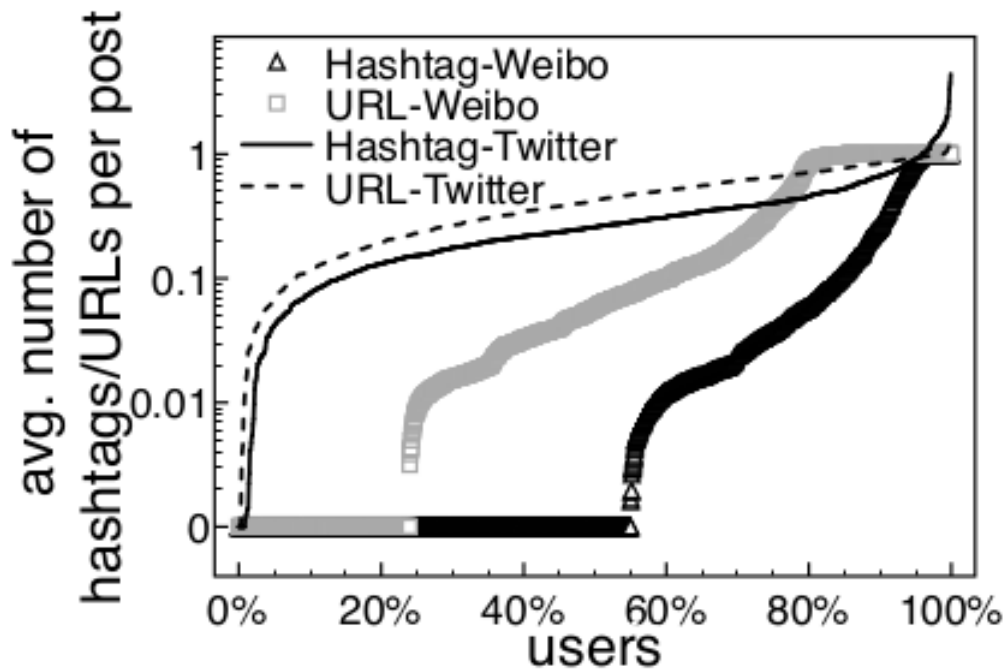 avg. number of
hashtags/URLs per post
Hashtag-Weibo
URL-Weibo
Hashtag-Twitter
URL-Twitter
1
0.1
0.01
0
0% 20% 40% 60% 80% 100%
users